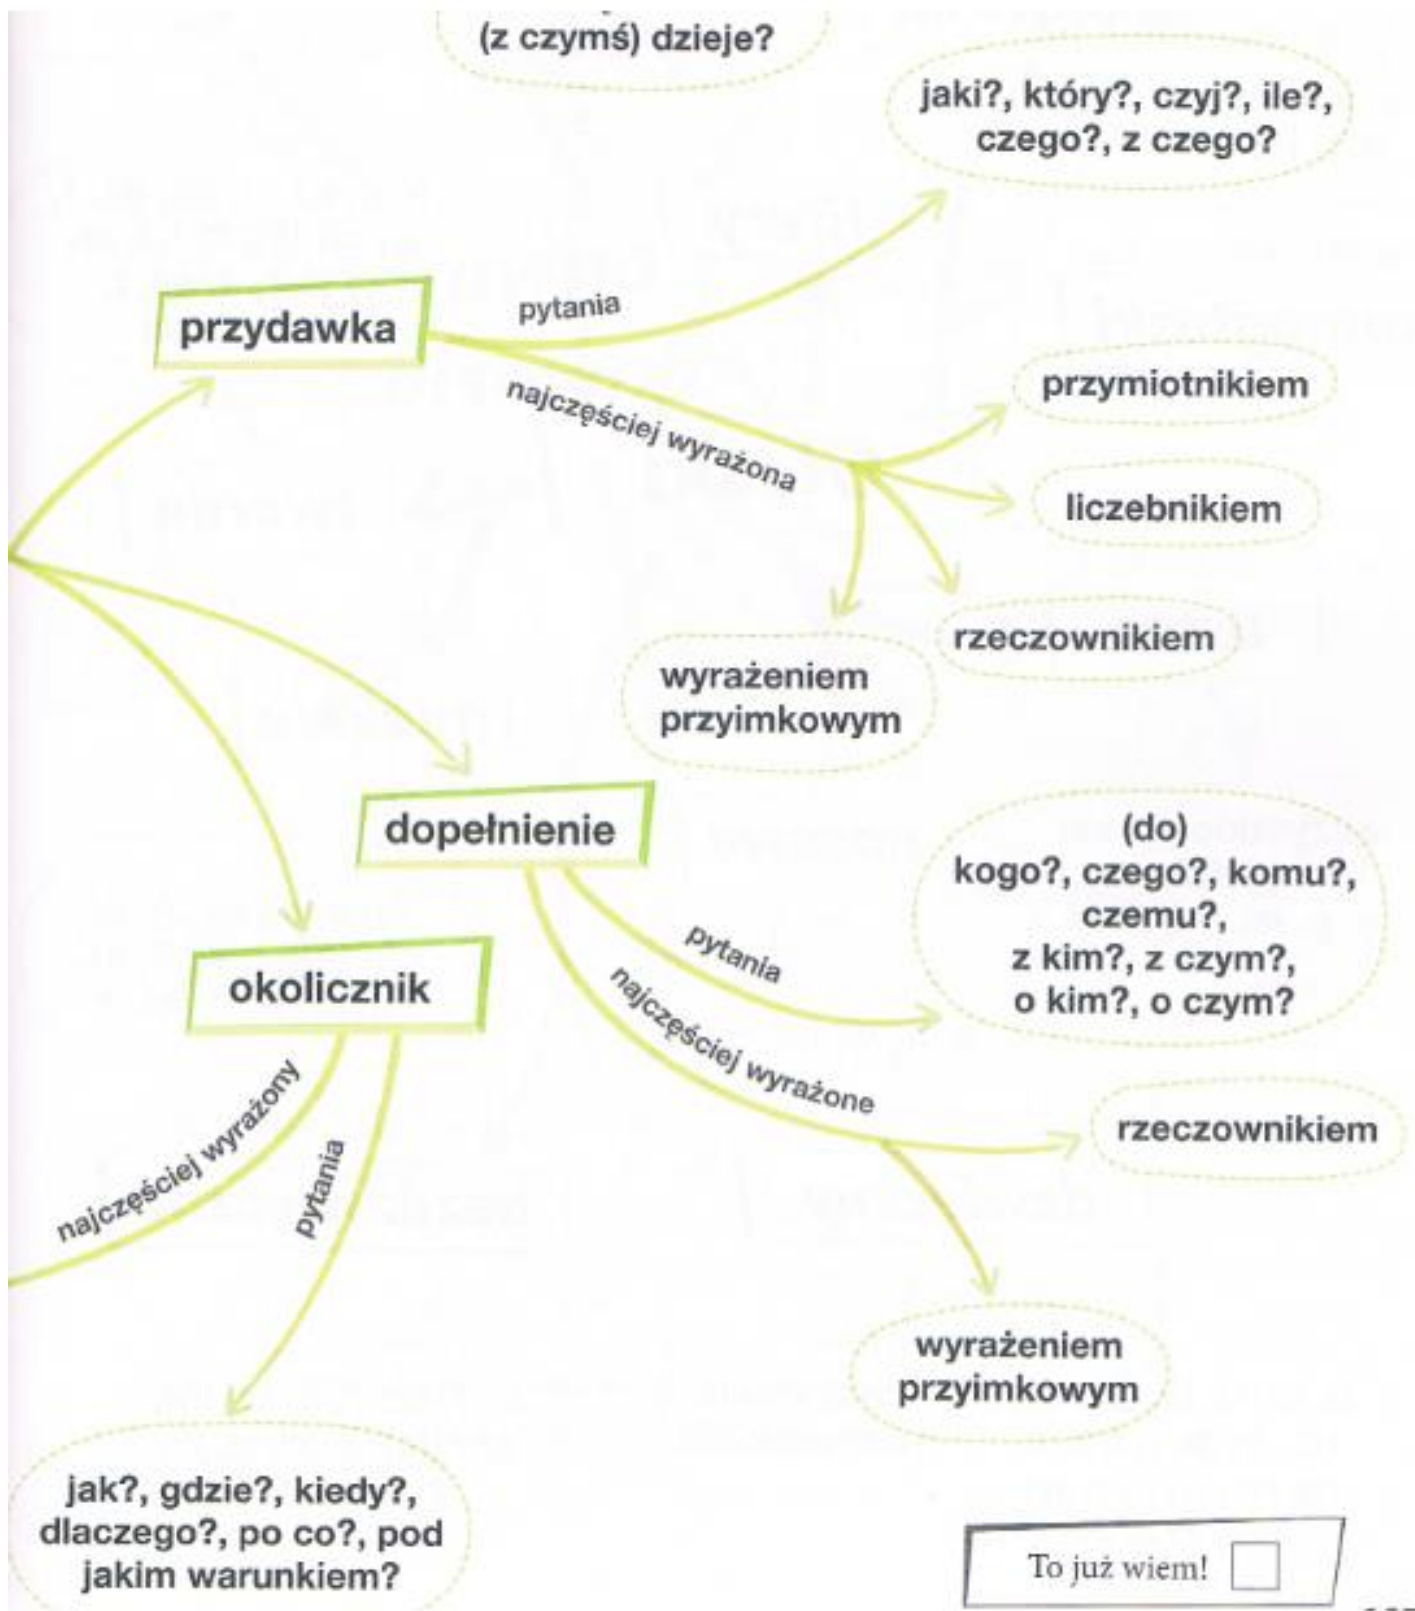 (z czymś) dzieje?
jaki?, który?, czyj?, ile?,
czego?, z czego?
przydawka
pytania
najczęściej wyrażona
przymiotnikiem
liczebnikiem
rzeczownikiem
wyrażeniem
przyimkowym
dopełnienie
pytania
(do)
kogo?, czego?, komu?,
czemu?,
z kim?, z czym?,
o kim?, o czym?
najczęściej wyrażone
rzeczownikiem
wyrażeniem
przyimkowym
okolicznik
najczęściej wyrażony
pytania
jak?, gdzie?, kiedy?,
dlaczego?, po co?, pod
jakim warunkiem?
To już wiem!